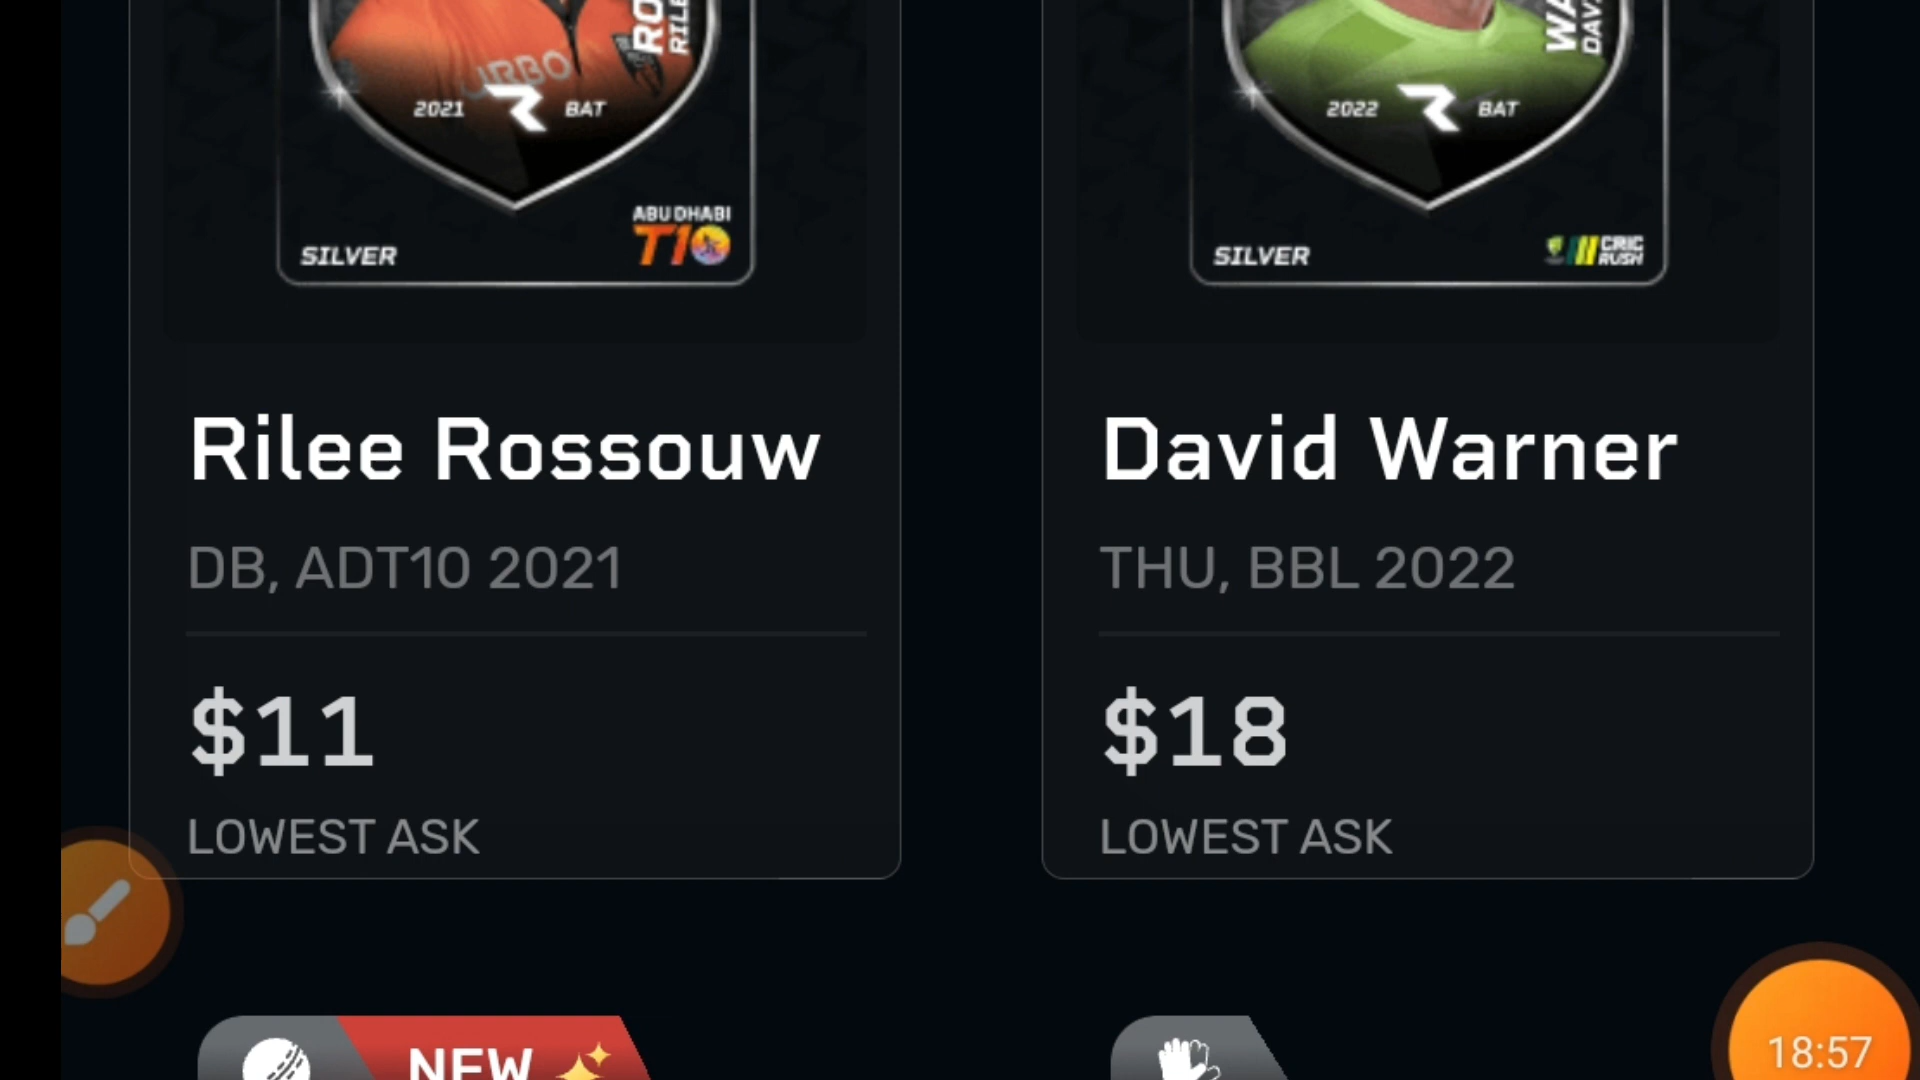 2021 BAT
SILVER
ABU DHABI
T10
Rilee Rossouw
DB, ADT10 2021
$11
LOWEST ASK
2022 BAT
SILVER
CRIC
RUSH
David Warner
THU, BBL 2022
$18
LOWEST ASK
NEW
18:57